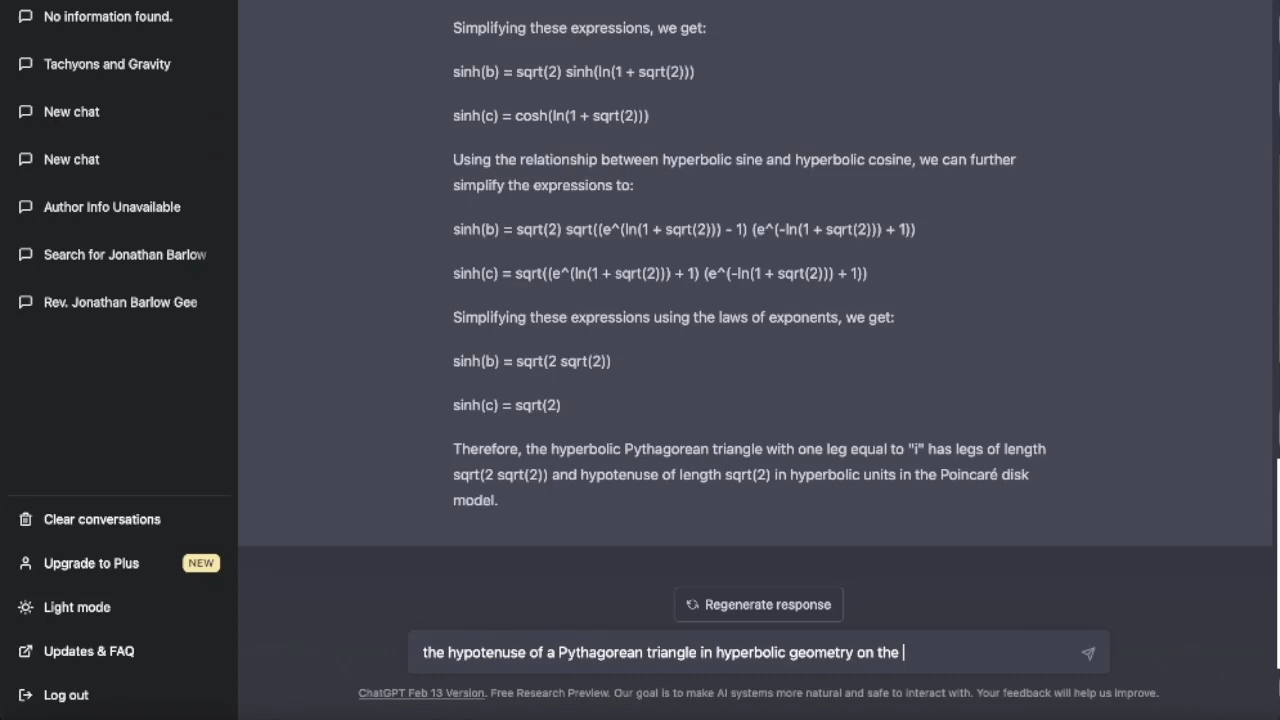 No information found.
Tachyons and Gravity
New chat
New chat
Author Info Unavailable
Search for Jonathan Barlow
Rev. Jonathan Barlow Gee
Clear conversations
Upgrade to Plus NEW
Light mode
Updates & FAQ
Log out
Simplifying these expressions, we get:
sinh(b) = sqrt(2) sinh(ln(1 + sqrt(2)))
sinh(c) = cosh(ln(1 + sqrt(2)))
Using the relationship between hyperbolic sine and hyperbolic cosine, we can further
simplify the expressions to:
sinh(b) = sqrt(2) sqrt((e^(ln(1 + sqrt(2))) - 1) (e^(-ln(1 + sqrt(2))) + 1))
sinh(c) = sqrt((e^(ln(1 + sqrt(2))) + 1) (e^(-ln(1 + sqrt(2))) + 1))
Simplifying these expressions using the laws of exponents, we get:
sinh(b) = sqrt(2 sqrt(2))
sinh(c) = sqrt(2)
Therefore, the hyperbolic Pythagorean triangle with one leg equal to "i" has legs of length
sqrt(2 sqrt(2)) and hypotenuse of length sqrt(2) in hyperbolic units in the Poincaré disk
model.
Regenerate response
the hypotenuse of a Pythagorean triangle in hyperbolic geometry on the
ChatGPT Feb 13 Version. Free Research Preview. Our goal is to make AI systems more natural and safe to interact with. Your feedback will help us improve.